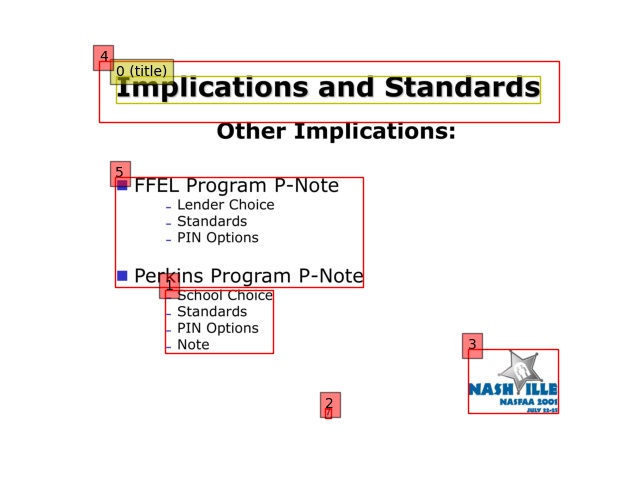 4
0 (title)
Implications and Standards
Other Implications:
5
FFEL Program P-Note
– Lender Choice
– Standards
– PIN Options
Perkins Program P-Note
1
– School Choice
– Standards
– PIN Options
– Note
3
NASHVILLE
NASFAA 2001
JULY 22-25
2
7